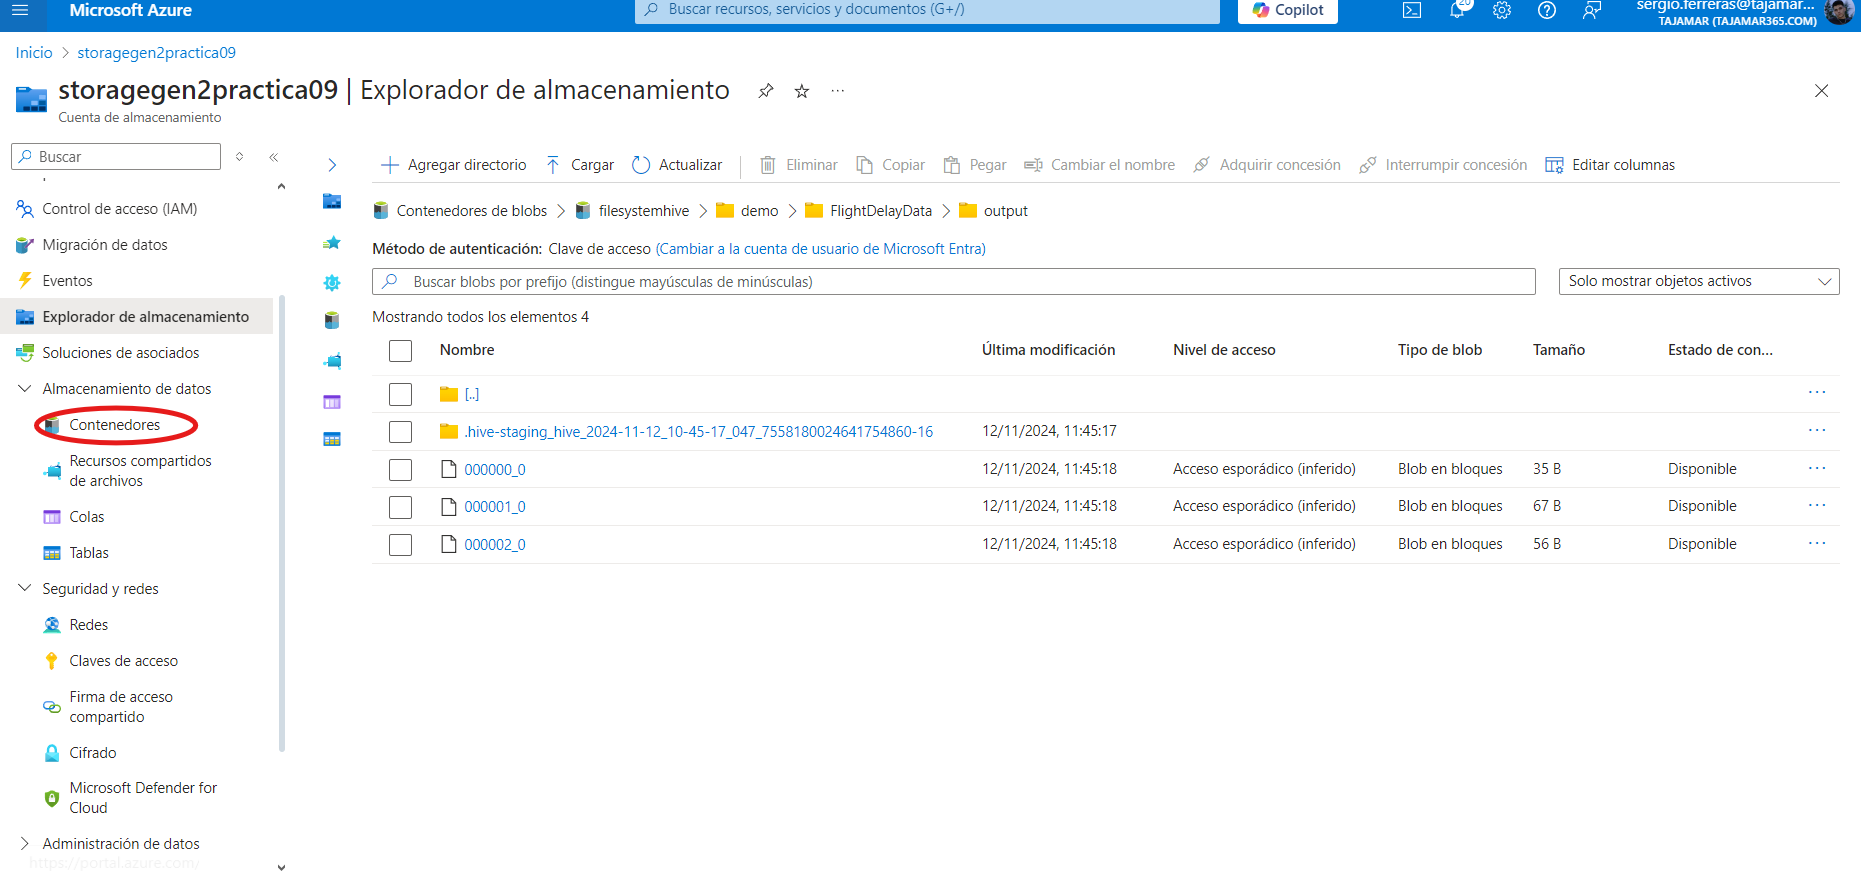 Microsoft Azure
Buscar recursos, servicios y documentos (G+/)
Copilot
20
sergio.ferreras@tajamar...
TAJAMAR (TAJAMAR365.COM)
Inicio > storagegen2practica09
storagegen2practica09 | Explorador de almacenamiento
Cuenta de almacenamiento
Buscar
Control de acceso (IAM)
Migración de datos
Eventos
Explorador de almacenamiento
Soluciones de asociados
Almacenamiento de datos
Contenedores
Recursos compartidos
de archivos
Colas
Tablas
Seguridad y redes
Redes
Claves de acceso
Firma de acceso
compartido
Cifrado
Microsoft Defender for
Cloud
Administración de datos
https://portal.azure.com/
Agregar directorio Cargar Actualizar Eliminar Copiar Pegar Cambiar el nombre Adquirir concesión Interrumpir concesión Editar columnas
Contenedores de blobs > filesystemhive > demo > FlightDelayData > output
Método de autenticación: Clave de acceso (Cambiar a la cuenta de usuario de Microsoft Entra)
Buscar blobs por prefijo (distingue mayúsculas de minúsculas)
Solo mostrar objetos activos
Mostrando todos los elementos 4
Nombre Última modificación Nivel de acceso Tipo de blob Tamaño Estado de con...
[..]
.hive-staging_hive_2024-11-12_10-45-17_047_7558180024641754860-16 12/11/2024, 11:45:17
000000_0 12/11/2024, 11:45:18 Acceso esporádico (inferido) Blob en bloques 35 B Disponible
000001_0 12/11/2024, 11:45:18 Acceso esporádico (inferido) Blob en bloques 67 B Disponible
000002_0 12/11/2024, 11:45:18 Acceso esporádico (inferido) Blob en bloques 56 B Disponible